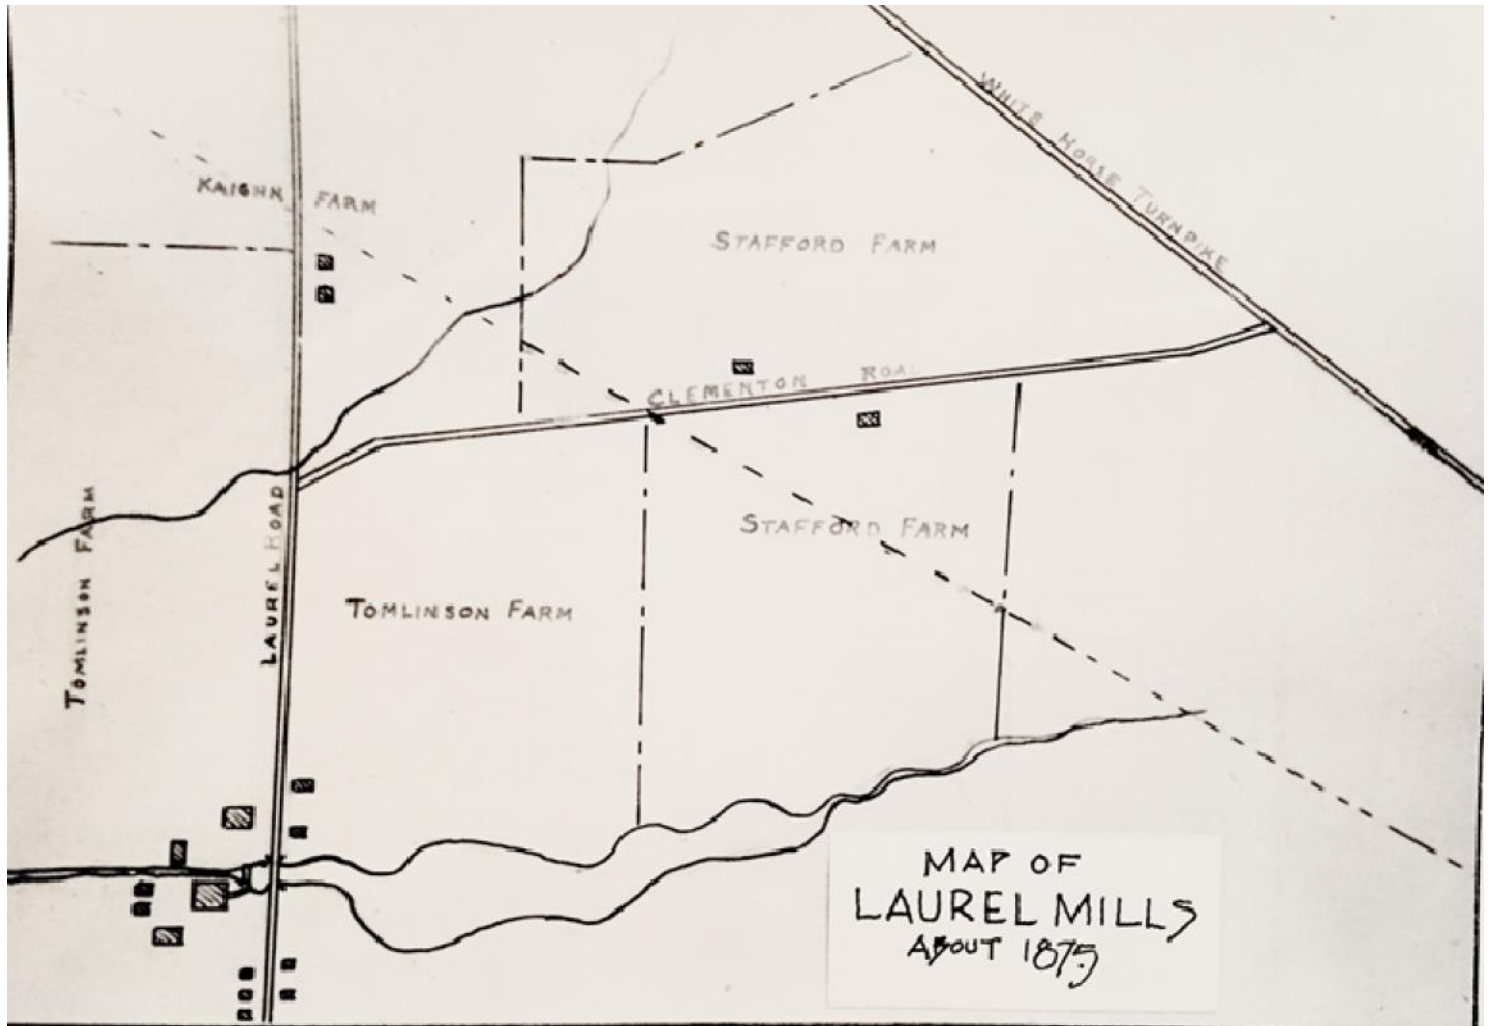 WHITE HORSE TURNPIKE
KAIGHN FARM
STAFFORD FARM
CLEMENTON ROAD
TOMLINSON FARM
LAUREL ROAD
STAFFORD FARM
TOMLINSON FARM
MAP OF
LAUREL MILLS
ABOUT 1875